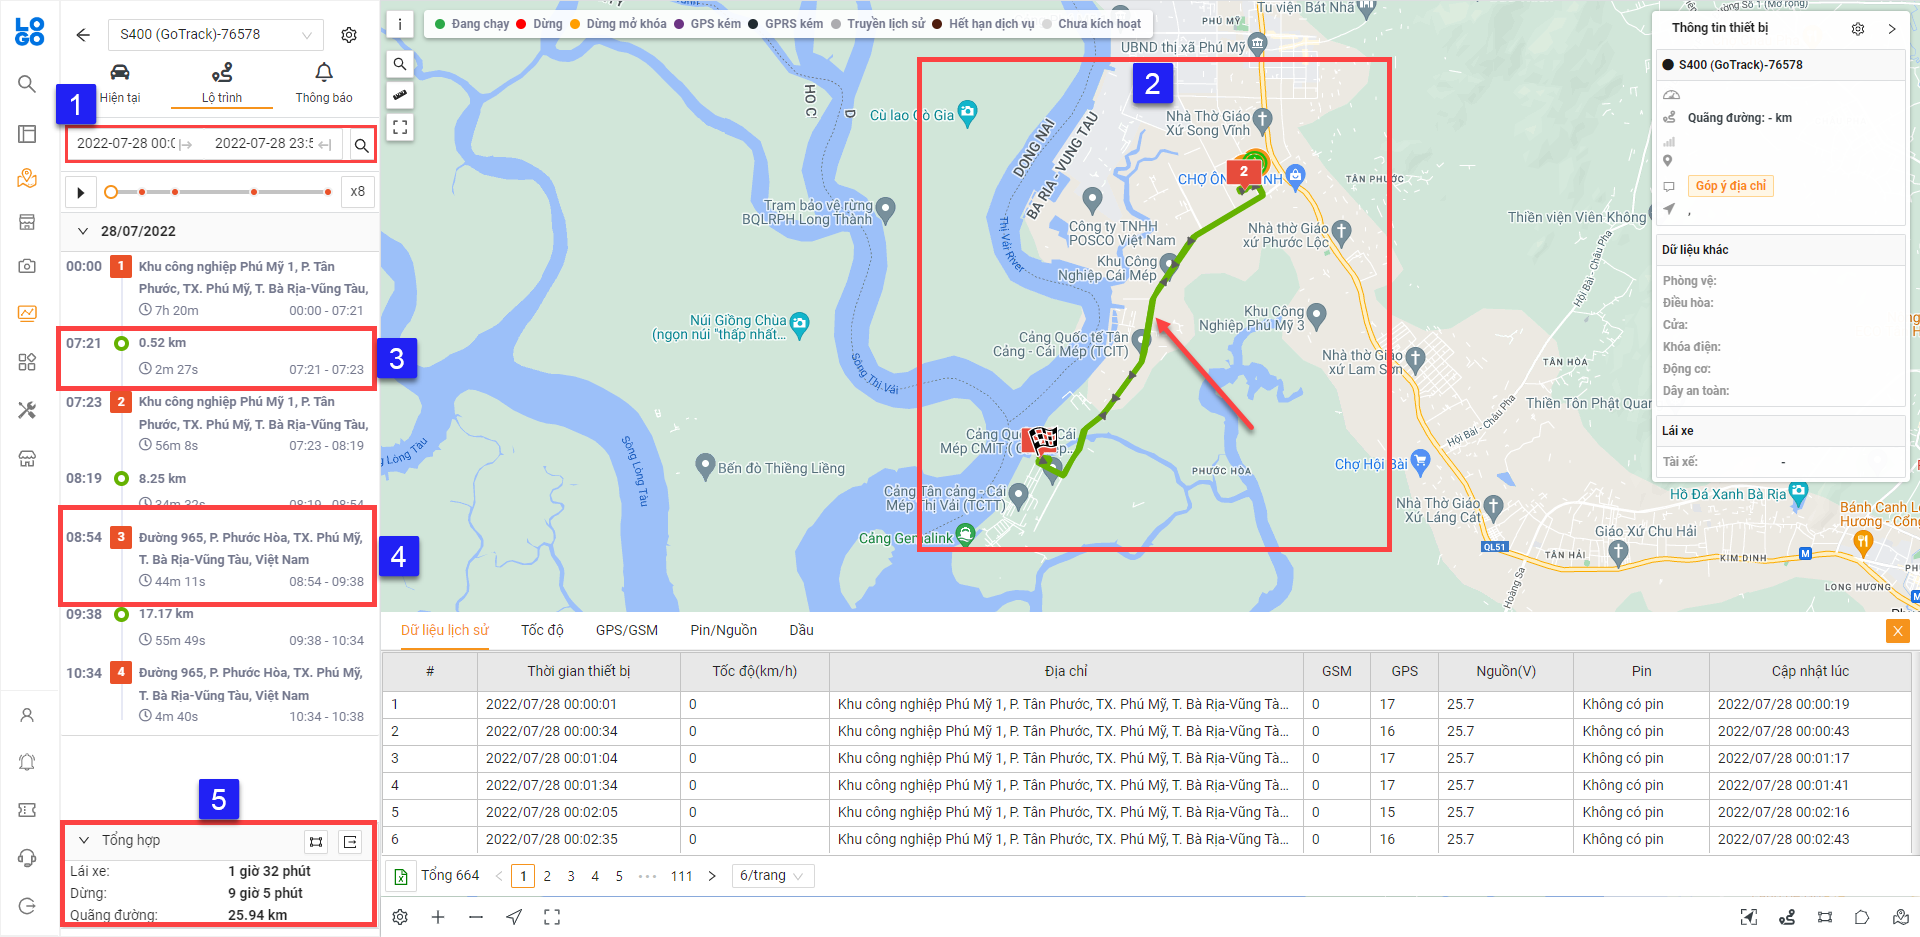 LO
GO
S400 (GoTrack)-76578
Hiện tại
Lộ trình
Thông báo
1
2022-07-28 00:0
2022-07-28 23:5
x8
28/07/2022
00:00
1
Khu công nghiệp Phú Mỹ 1, P. Tân
Phước, TX. Phú Mỹ, T. Bà Rịa-Vũng Tàu,
7h 20m
00:00 - 07:21
07:21
0.52 km
2m 27s
07:21 - 07:23
3
07:23
2
Khu công nghiệp Phú Mỹ 1, P. Tân
Phước, TX. Phú Mỹ, T. Bà Rịa-Vũng Tàu,
56m 8s
07:23 - 08:19
08:19
8.25 km
34m 33s
08:19 - 08:54
08:54
3
Đường 965, P. Phước Hòa, TX. Phú Mỹ,
T. Bà Rịa-Vũng Tàu, Việt Nam
44m 11s
08:54 - 09:38
4
09:38
17.17 km
55m 49s
09:38 - 10:34
10:34
4
Đường 965, P. Phước Hòa, TX. Phú Mỹ,
T. Bà Rịa-Vũng Tàu, Việt Nam
4m 40s
10:34 - 10:38
5
Tổng hợp
Lái xe:
1 giờ 32 phút
Dừng:
9 giờ 5 phút
Quãng đường:
25.94 km
i
Đang chạy
Dừng
Dừng mở khóa
GPS kém
GPRS kém
Truyền lịch sử
Hết hạn dịch vụ
Chưa kích hoạt
PHÚ MỸ
Tu viện Bát Nhã
UBND thị xã Phú Mỹ
2
HO C
D
Cù lao Cò Gia
DONG NAI
BA RIA - VUNG TAU
Nhà Thờ Giáo
Xứ Song Vĩnh
2
CHỢ ÔN
NH
TÂN PHƯỚC
Trạm bảo vệ rừng
BQLRPH Long Thành
Thị Vải River
Công ty TNHH
POSCO Việt Nam
Nhà thờ Giáo
xứ Phước Lộc
Thiền viện Viên Không
Khu Công
Nghiệp Cái Mép
Hội Bài - Châu Pha
Núi Giồng Chùa
(ngọn núi "thấp nhất...
Khu Công
Nghiệp Phú Mỹ 3
Cảng Quốc tế Tân
Cảng - Cái Mép (TCIT)
Nhà thờ Giáo
xứ Lam Sơn
TÂN HÒA
Sông Thị Vải
Thiền Tôn Phật Quan
Hội Bài - Châu Pha
Cảng Quố
Cái
Mép CMIT (
ép...
g Lòng Tàu
Sông Lòng Tàu
Bến đò Thiềng Liềng
PHƯỚC HÒA
Chợ Hội Bài
Cảng Tân cảng - Cái
Mép Thị Vải (TCTT)
Hồ Đá Xanh Bà Rịa
Nhà Thờ Giáo
Xứ Láng Cát
Bánh Canh L
Hương - Cổng
Giáo Xứ Chu Hải
Cảng Gemalink
QL51
TÂN HẢI
KIM DINH
M
LONG HƯƠNG
Hoàng Sa
M
Thông tin thiết bị
S400 (GoTrack)-76578
Quãng đường: - km
Góp ý địa chỉ
,
Dữ liệu khác
Phòng vệ:
Điều hòa:
Cửa:
Khóa điện:
Động cơ:
Dây an toàn:
Lái xe
Tài xế:
-
Dữ liệu lịch sử
Tốc độ
GPS/GSM
Pin/Nguồn
Dầu
X
#
Thời gian thiết bị
Tốc độ(km/h)
Địa chỉ
GSM
GPS
Nguồn(V)
Pin
Cập nhật lúc
1
2022/07/28 00:00:01
0
Khu công nghiệp Phú Mỹ 1, P. Tân Phước, TX. Phú Mỹ, T. Bà Rịa-Vũng Tà...
0
17
25.7
Không có pin
2022/07/28 00:00:19
2
2022/07/28 00:00:34
0
Khu công nghiệp Phú Mỹ 1, P. Tân Phước, TX. Phú Mỹ, T. Bà Rịa-Vũng Tà...
0
16
25.7
Không có pin
2022/07/28 00:00:43
3
2022/07/28 00:01:04
0
Khu công nghiệp Phú Mỹ 1, P. Tân Phước, TX. Phú Mỹ, T. Bà Rịa-Vũng Tà...
0
17
25.7
Không có pin
2022/07/28 00:01:17
4
2022/07/28 00:01:34
0
Khu công nghiệp Phú Mỹ 1, P. Tân Phước, TX. Phú Mỹ, T. Bà Rịa-Vũng Tà...
0
17
25.7
Không có pin
2022/07/28 00:01:41
5
2022/07/28 00:02:05
0
Khu công nghiệp Phú Mỹ 1, P. Tân Phước, TX. Phú Mỹ, T. Bà Rịa-Vũng Tà...
0
15
25.7
Không có pin
2022/07/28 00:02:16
6
2022/07/28 00:02:35
0
Khu công nghiệp Phú Mỹ 1, P. Tân Phước, TX. Phú Mỹ, T. Bà Rịa-Vũng Tà...
0
16
25.7
Không có pin
2022/07/28 00:02:43
Tổng 664
1
2
3
4
5
•••
111
6/trang